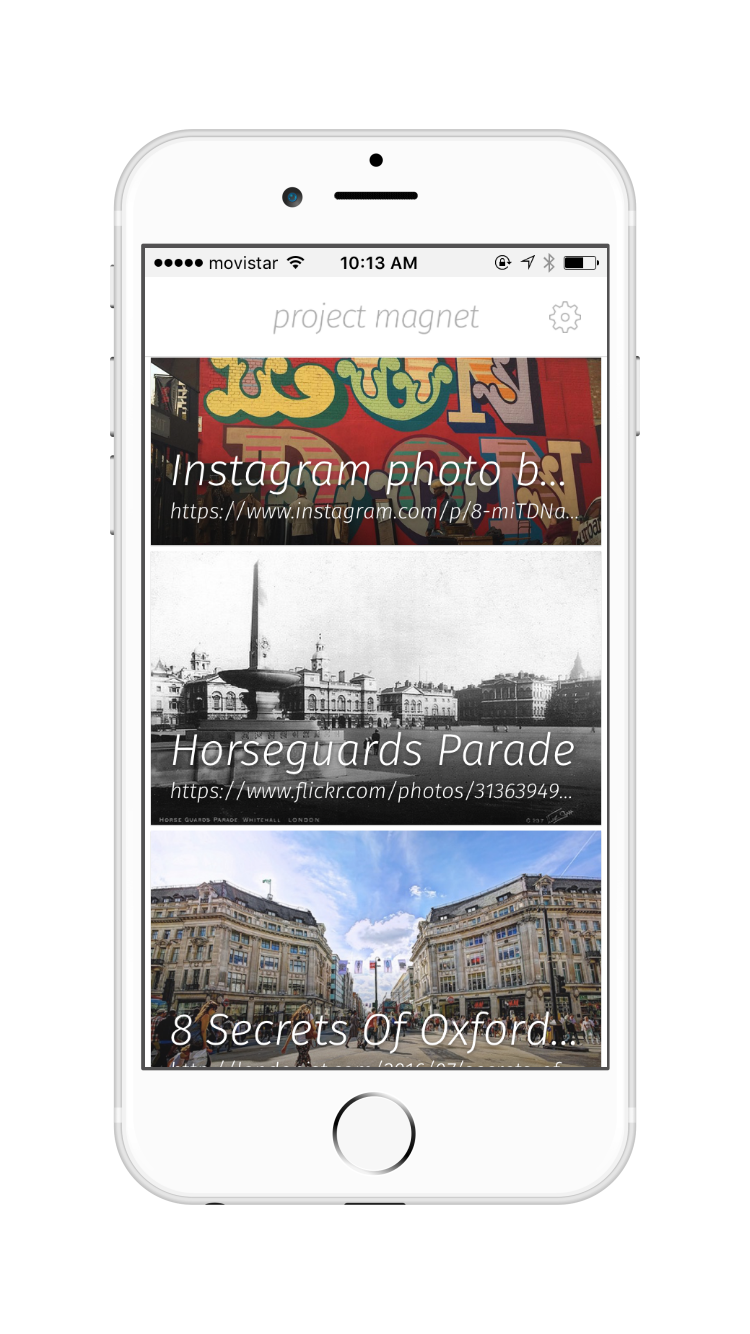 movistar 10:13 AM
project magnet
LONDON
Instagram photo b...
https://www.instagram.com/p/8-miTDNa...
Horseguards Parade
https://www.flickr.com/photos/31363949...
HORSE GUARDS PARADE WHITEHALL LONDON
8 Secrets Of Oxford...